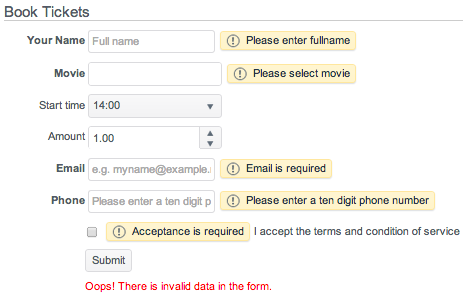 Book Tickets
Your Name Full name Please enter fullname
Movie Please select movie
Start time 14:00
Amount 1.00
Email e.g. myname@example. Email is required
Phone Please enter a ten digit p Please enter a ten digit phone number
Acceptance is required I accept the terms and condition of service
Submit
Oops! There is invalid data in the form.